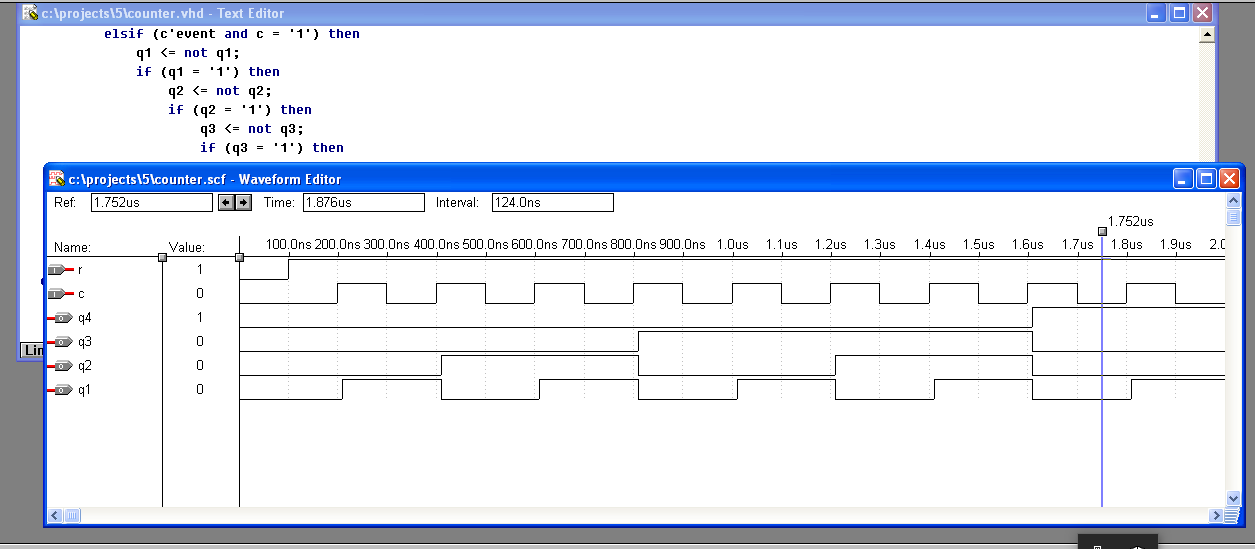 c:\projects\5\counter.vhd - Text Editor
elsif (c'event and c = '1') then
q1 <= not q1;
if (q1 = '1') then
q2 <= not q2;
if (q2 = '1') then
q3 <= not q3;
if (q3 = '1') then
c:\projects\5\counter.scf - Waveform Editor
Ref: 1.752us Time: 1.876us Interval: 124.0ns
1.752us
Name: Value: 100.0ns 200.0ns 300.0ns 400.0ns 500.0ns 600.0ns 700.0ns 800.0ns 900.0ns 1.0us 1.1us 1.2us 1.3us 1.4us 1.5us 1.6us 1.7us 1.8us 1.9us 2.0
r 1
c 0
q4 1
q3 0
Lin
q2 0
q1 0